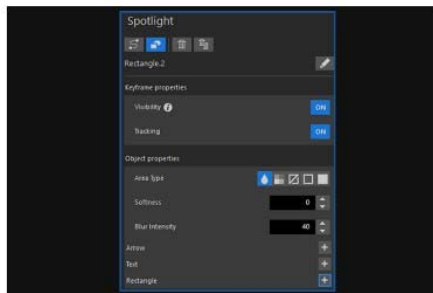 Spotlight
Rectangle.2
Keyframe properties
Visibility ON
Tracking ON
Object properties
Area Type
Softness 0
Blur Intensity 40
Arrow +
Text +
Rectangle +